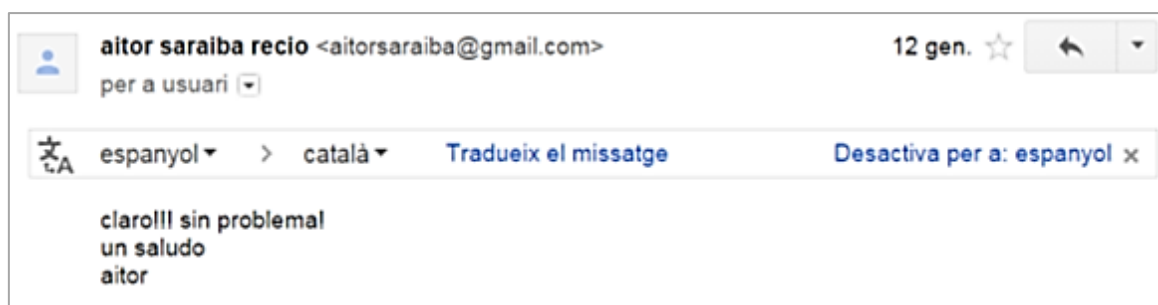 aitor saraiba recio <aitorsaraiba@gmail.com> 12 gen.
per a usuari
espanyol > català Tradueix el missatge Desactiva per a: espanyol x
claro!!! sin problema!
un saludo
aitor